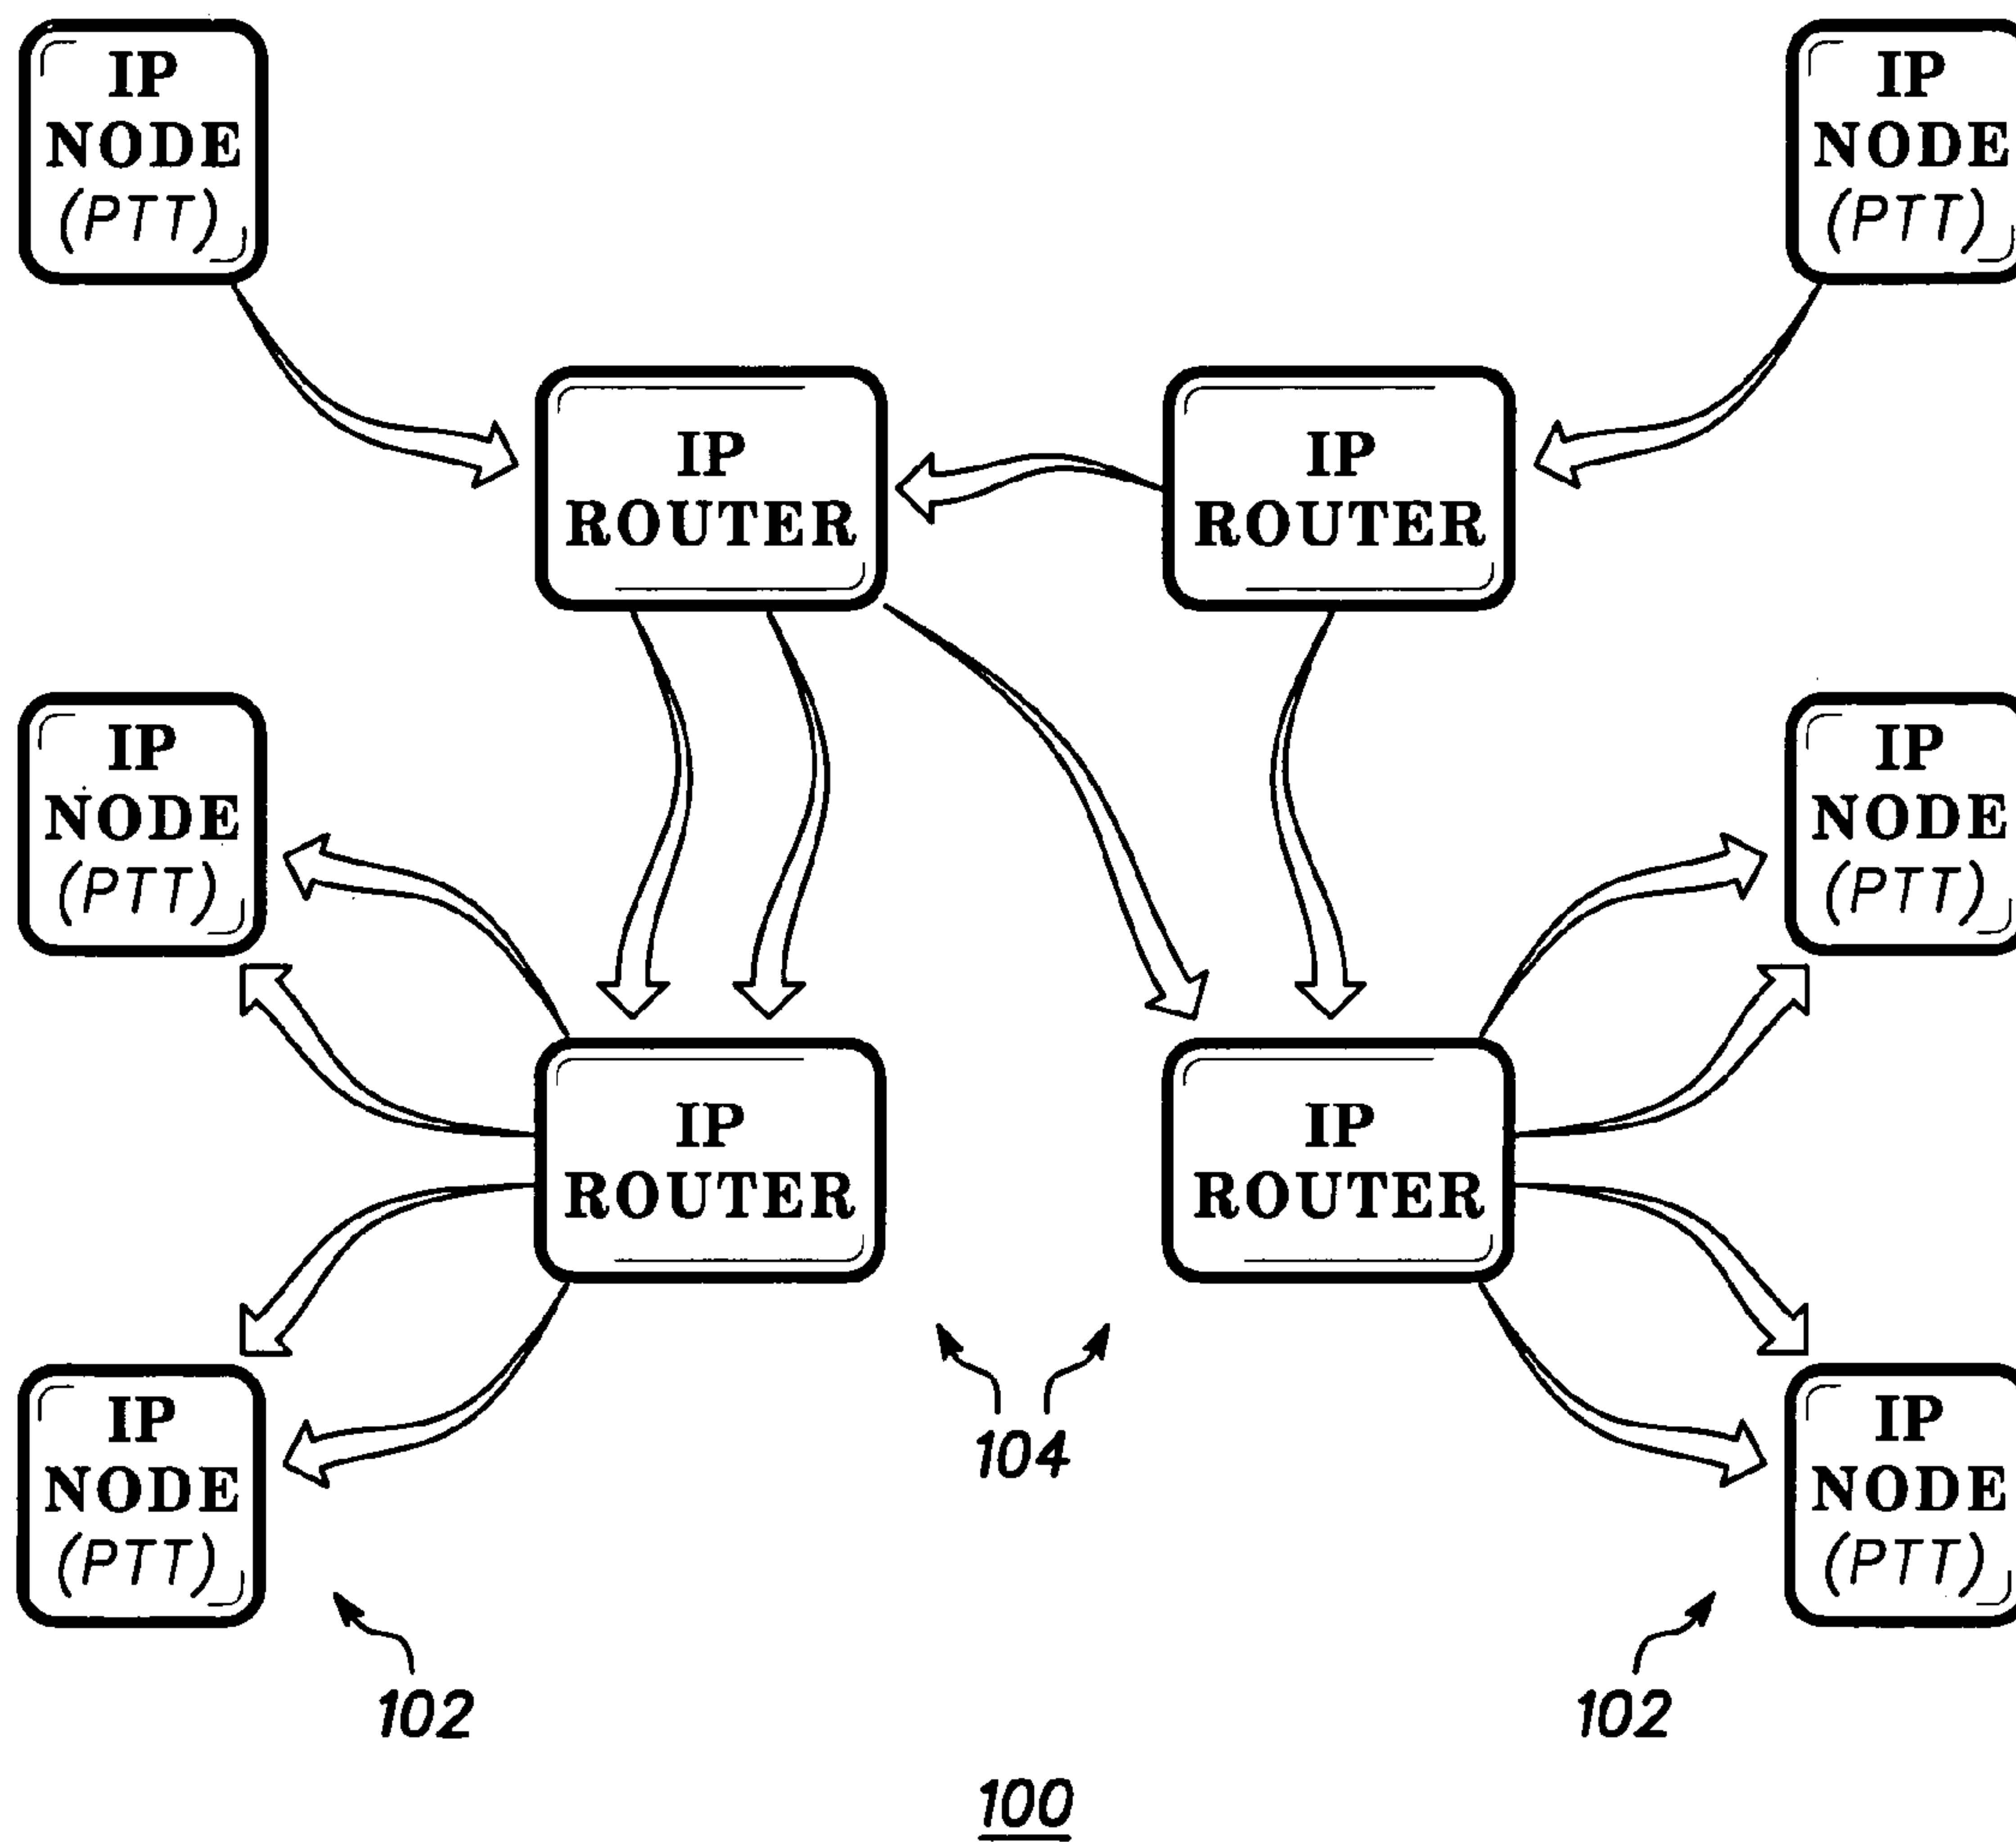 IP
NODE
(PTT)
IP
NODE
(PTT)
IP
ROUTER
IP
ROUTER
IP
NODE
(PTT)
IP
NODE
(PTT)
IP
ROUTER
IP
ROUTER
IP
NODE
(PTT)
IP
NODE
(PTT)
104
102
102
100